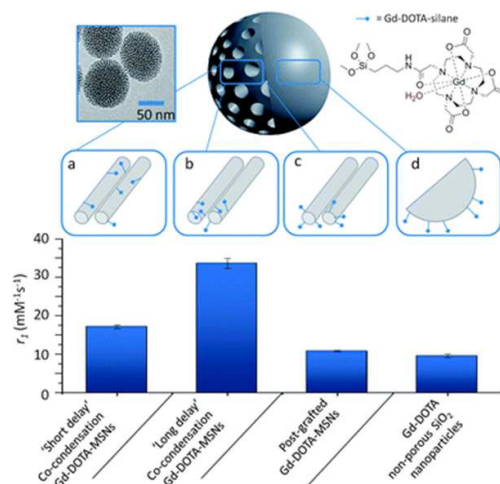 = Gd-DOTA-silane
50 nm
O
O
Si
O
N
H
O
O
O
N
N
Gd
N
N
H₂O
O
O
O
O
a
b
c
d
r₁ (mM⁻¹s⁻¹)
40
30
20
10
0
'Short delay'
Co-condensation
Gd-DOTA-MSNs
'Long delay'
Co-condensation
Gd-DOTA-MSNs
Post-grafted
Gd-DOTA-MSNs
Gd-DOTA
non-porous SiO₂
nanoparticles